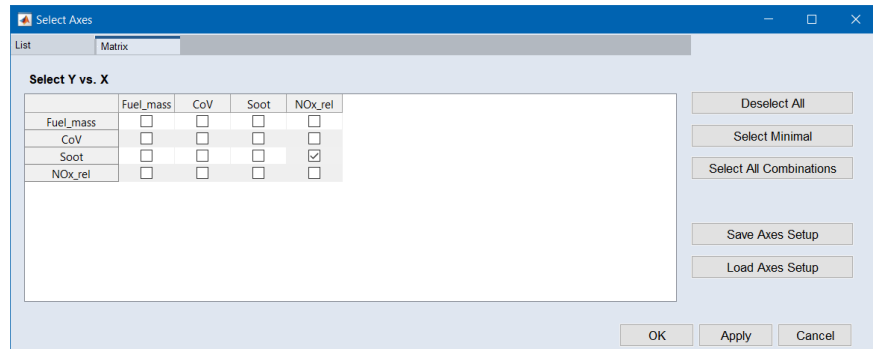 Select Axes
List Matrix
Select Y vs. X
Fuel_mass CoV Soot NOx_rel
Fuel_mass
CoV
Soot
NOx_rel
Deselect All
Select Minimal
Select All Combinations
Save Axes Setup
Load Axes Setup
OK Apply Cancel